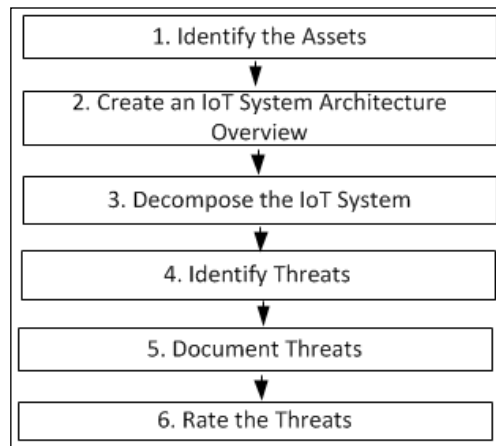 1. Identify the Assets
2. Create an IoT System Architecture
Overview
3. Decompose the IoT System
4. Identify Threats
5. Document Threats
6. Rate the Threats